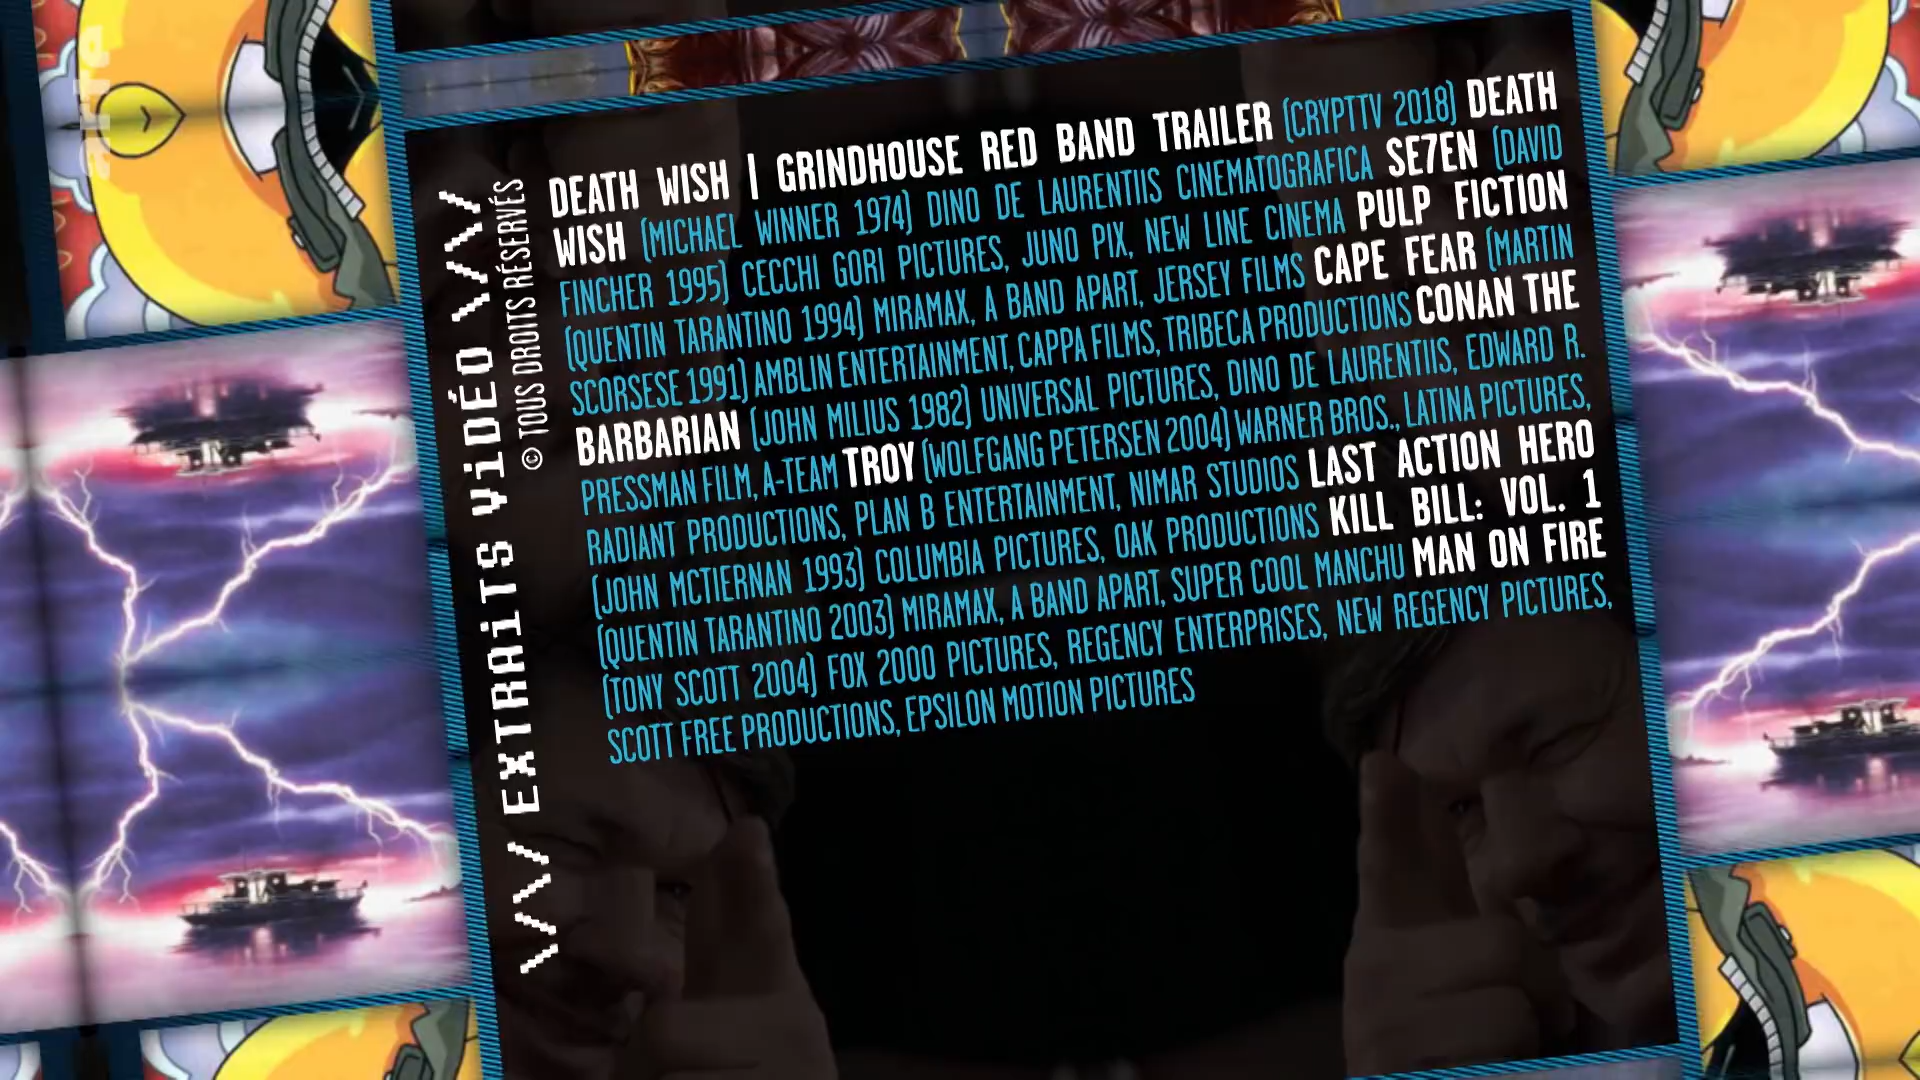 arte
\/\/ EXTRAiTS ViDÉO \/\/
© TOUS DROITS RÉSERVÉS
DEATH WISH | GRINDHOUSE RED BAND TRAILER (CRYPTTV 2018) DEATH
WISH (MICHAEL WINNER 1974) DINO DE LAURENTIIS CINEMATOGRAFICA SE7EN (DAVID
FINCHER 1995) CECCHI GORI PICTURES, JUNO PIX, NEW LINE CINEMA PULP FICTION
(QUENTIN TARANTINO 1994) MIRAMAX, A BAND APART, JERSEY FILMS CAPE FEAR (MARTIN
SCORSESE 1991) AMBLIN ENTERTAINMENT, CAPPA FILMS, TRIBECA PRODUCTIONS CONAN THE
BARBARIAN (JOHN MILIUS 1982) UNIVERSAL PICTURES, DINO DE LAURENTIIS, EDWARD R.
PRESSMAN FILM, A-TEAM TROY (WOLFGANG PETERSEN 2004) WARNER BROS., LATINA PICTURES,
RADIANT PRODUCTIONS, PLAN B ENTERTAINMENT, NIMAR STUDIOS LAST ACTION HERO
(JOHN MCTIERNAN 1993) COLUMBIA PICTURES, OAK PRODUCTIONS KILL BILL: VOL. 1
(QUENTIN TARANTINO 2003) MIRAMAX, A BAND APART, SUPER COOL MANCHU MAN ON FIRE
(TONY SCOTT 2004) FOX 2000 PICTURES, REGENCY ENTERPRISES, NEW REGENCY PICTURES,
SCOTT FREE PRODUCTIONS, EPSILON MOTION PICTURES